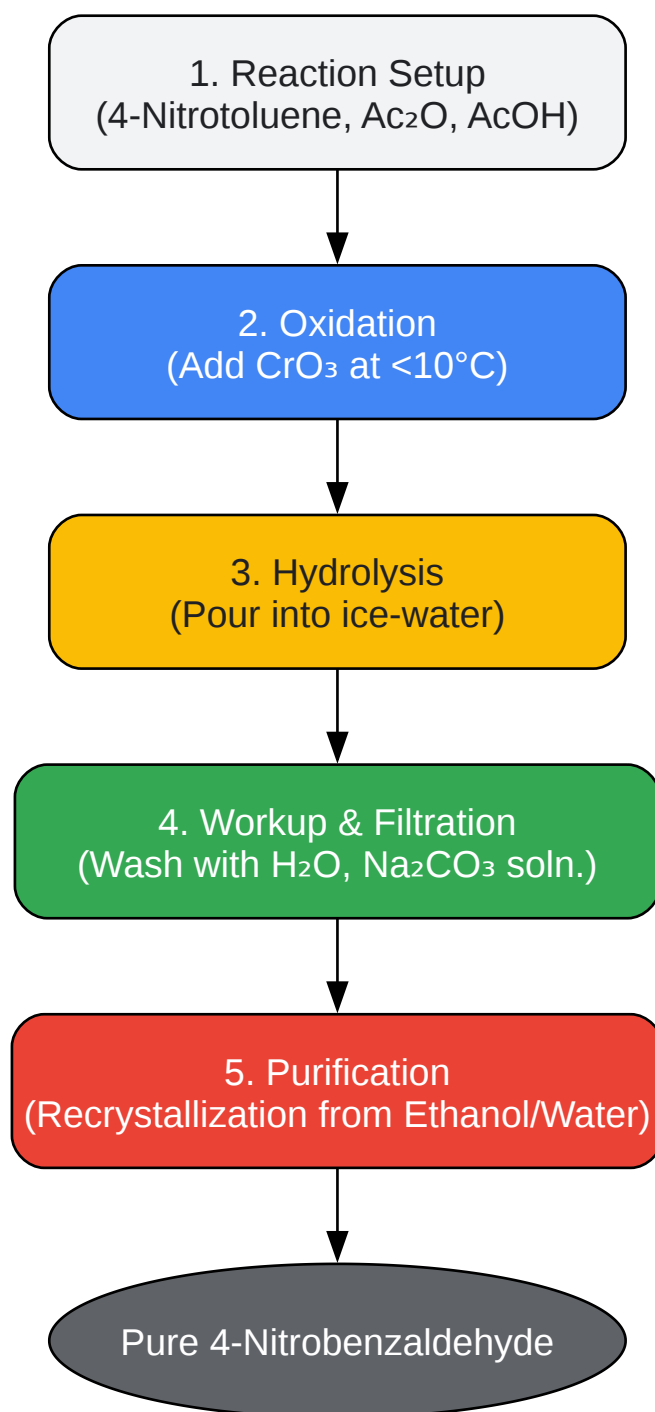 1. Reaction Setup
(4-Nitrotoluene, Ac₂O, AcOH)
2. Oxidation
(Add CrO₃ at <10°C)
3. Hydrolysis
(Pour into ice-water)
4. Workup & Filtration
(Wash with H₂O, Na₂CO₃ soln.)
5. Purification
(Recrystallization from Ethanol/Water)
Pure 4-Nitrobenzaldehyde